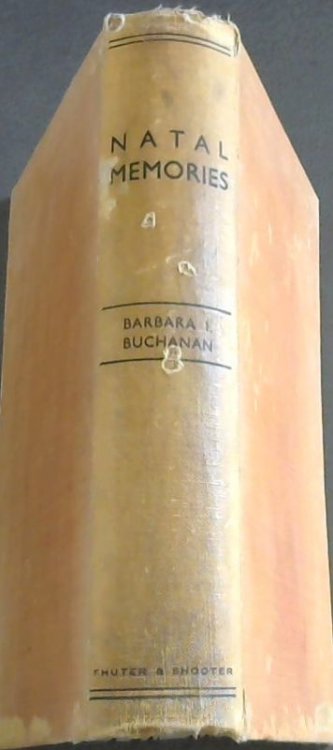 NATAL
MEMORIES
BARBARA I.
BUCHANAN
SHUTER & SHOOTER